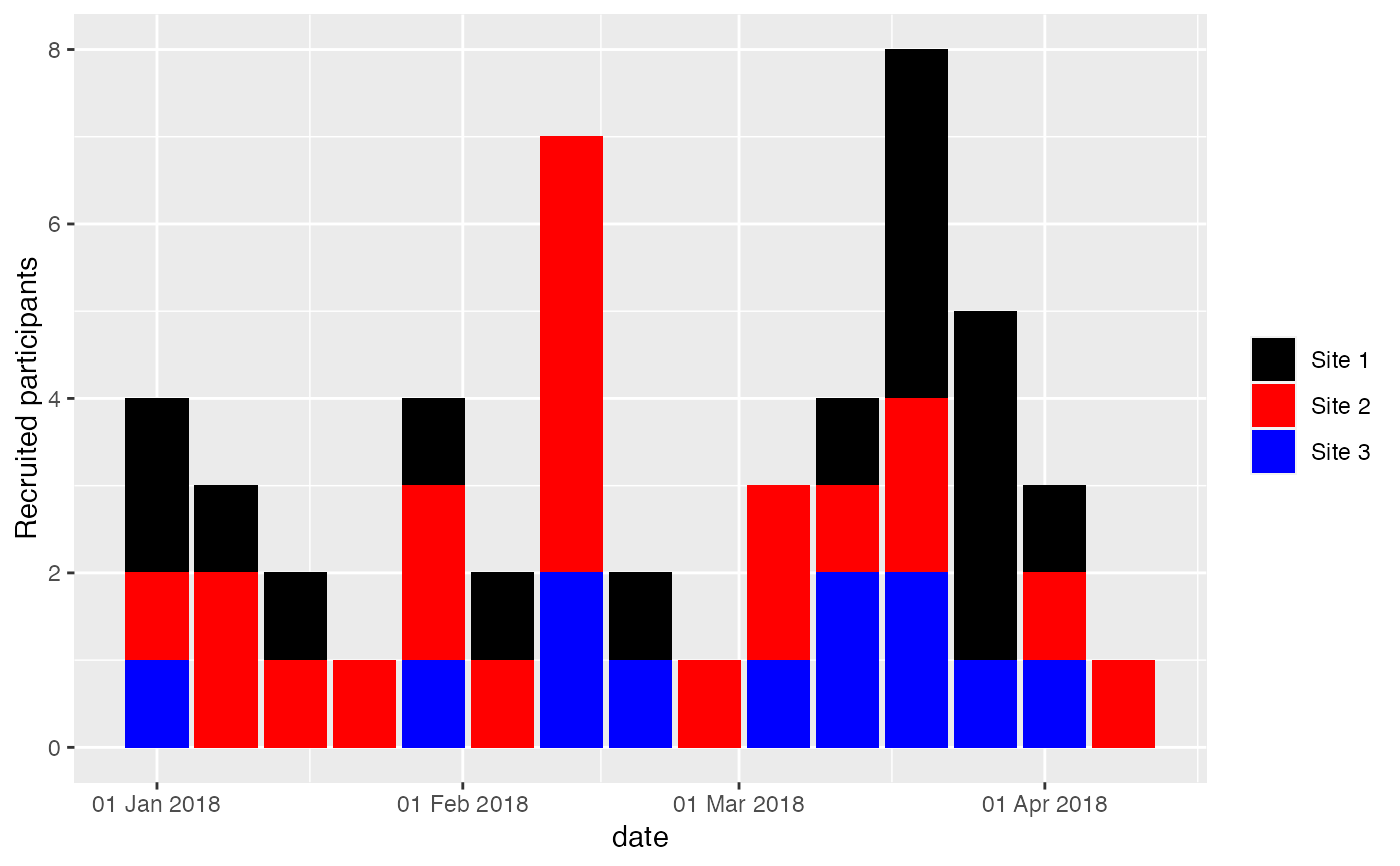 Recruited participants
8
6
4
2
0
01 Jan 2018
01 Feb 2018
01 Mar 2018
01 Apr 2018
date
Site 1
Site 2
Site 3